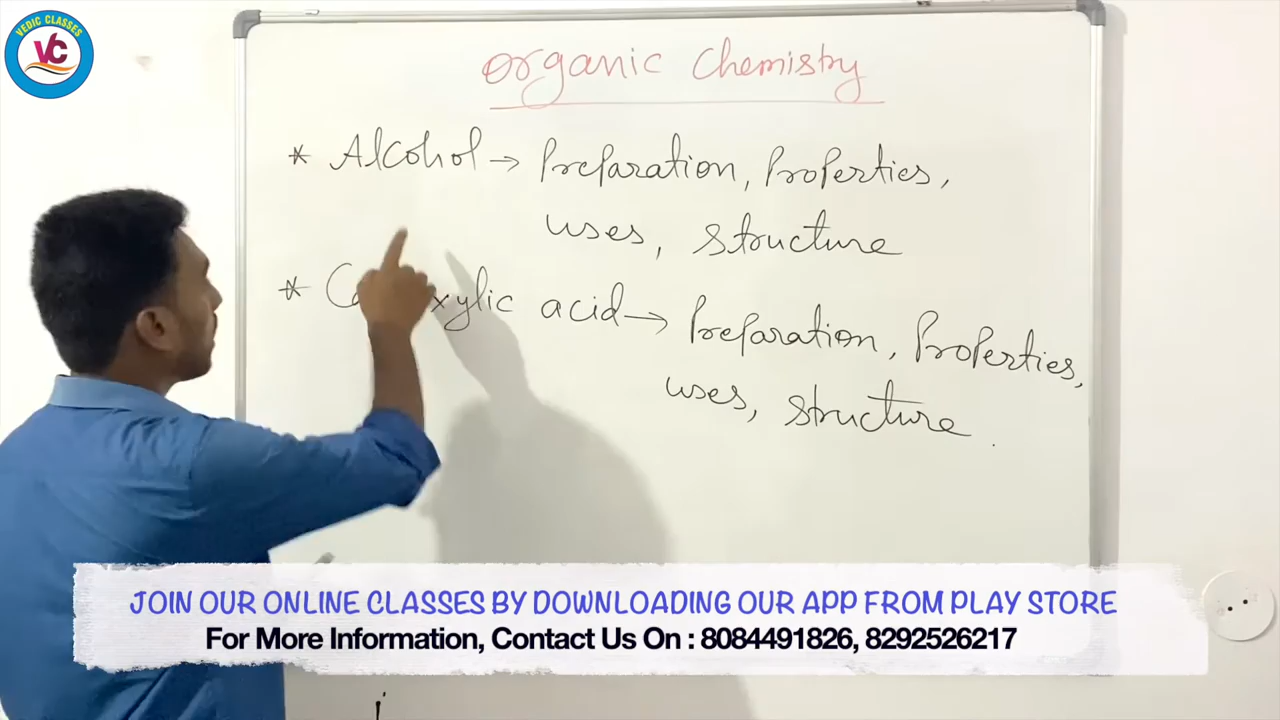 VEDIC CLASSES
VC
organic chemistry
* Alcohol → Preparation, Properties,
uses, structure
* xylic acid → Preparation, Properties,
uses, structure.
JOIN OUR ONLINE CLASSES BY DOWNLOADING OUR APP FROM PLAY STORE
For More Information, Contact Us On : 8084491826, 8292526217